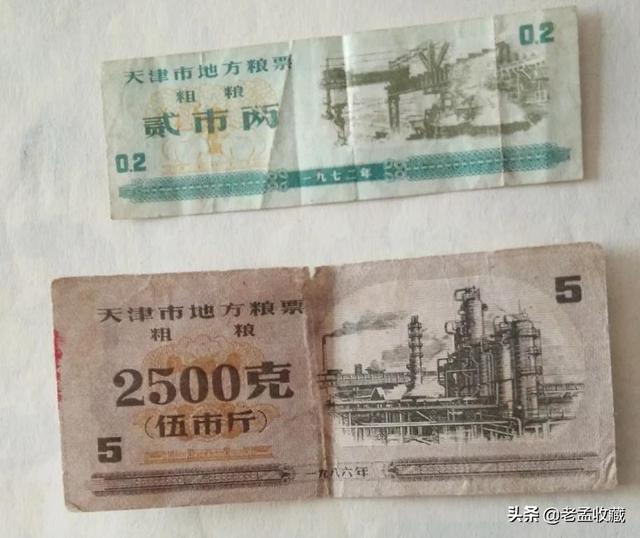 0.2
天津市地方粮票
粗 粮
贰市两
0.2
一九七二年
5
天津市地方粮票
粗 粮
2500克
(伍市斤)
5
一九八六年
头条 @老孟收藏